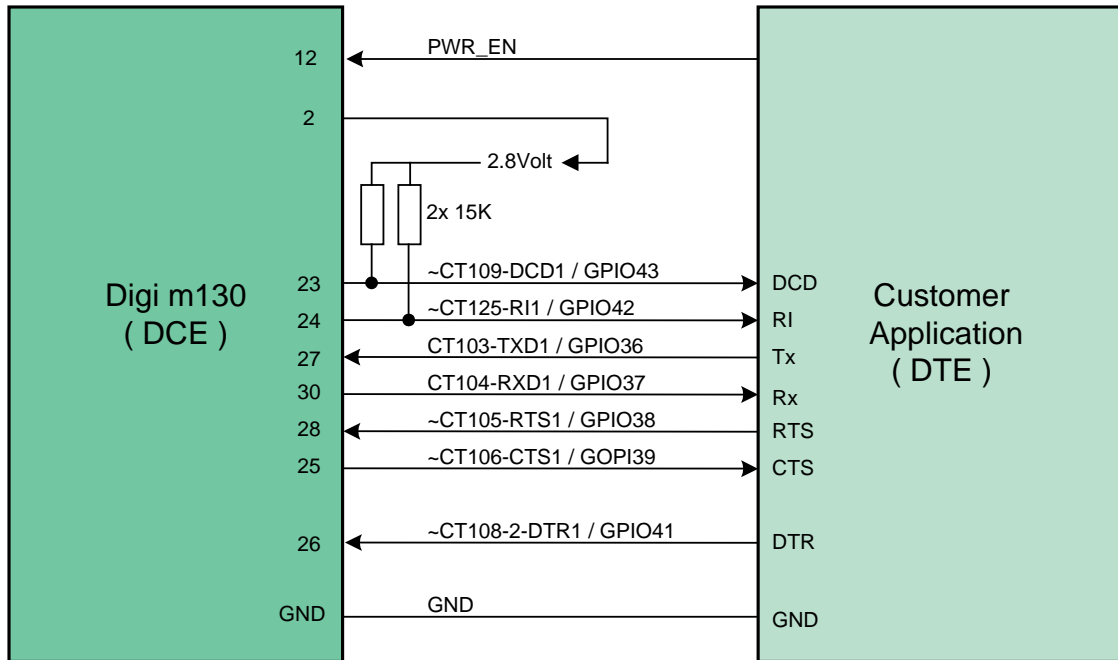 12
PWR_EN
2
2.8Volt
2x 15K
Digi m130
( DCE )
Customer
Application
( DTE )
23
~CT109-DCD1 / GPIO43
DCD
24
~CT125-RI1 / GPIO42
RI
27
CT103-TXD1 / GPIO36
Tx
30
CT104-RXD1 / GPIO37
Rx
28
~CT105-RTS1 / GPIO38
RTS
25
~CT106-CTS1 / GOPI39
CTS
26
~CT108-2-DTR1 / GPIO41
DTR
GND
GND
GND